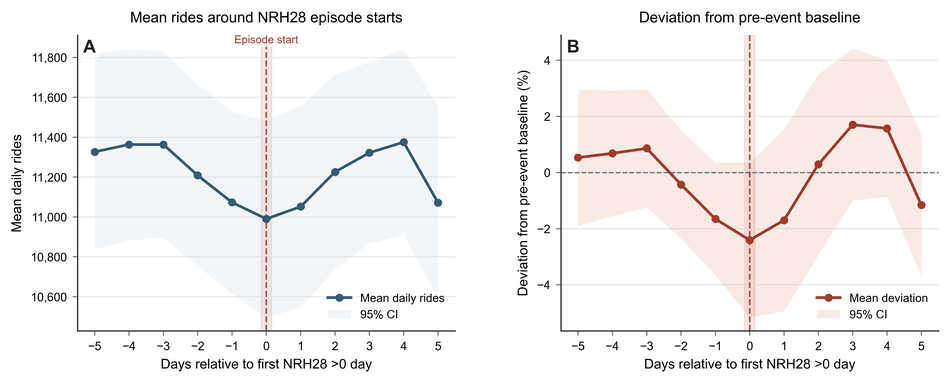 Mean rides around NRH28 episode starts
A
Episode start
11,800
11,600
11,400
11,200
11,000
10,800
10,600
Mean daily rides
Mean daily rides
95% CI
−5 −4 −3 −2 −1 0 1 2 3 4 5
Days relative to first NRH28 >0 day
Deviation from pre-event baseline
B
4
2
0
−2
−4
Deviation from pre-event baseline (%)
Mean deviation
95% CI
−5 −4 −3 −2 −1 0 1 2 3 4 5
Days relative to first NRH28 >0 day